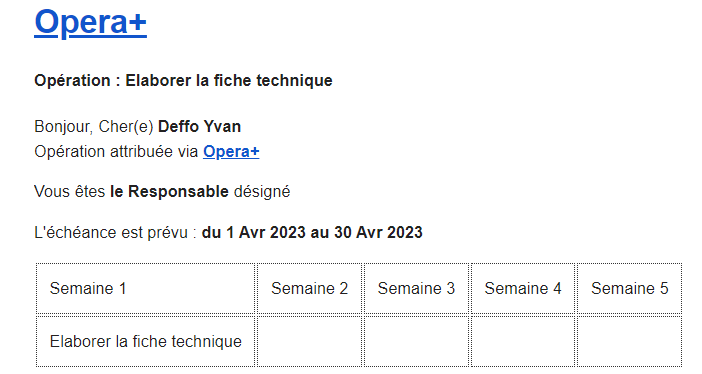 Opera+
Opération : Elaborer la fiche technique
Bonjour, Cher(e) Deffo Yvan
Opération attribuée via Opera+
Vous êtes le Responsable désigné
L'échéance est prévu : du 1 Avr 2023 au 30 Avr 2023
Semaine 1 Semaine 2 Semaine 3 Semaine 4 Semaine 5
Elaborer la fiche technique